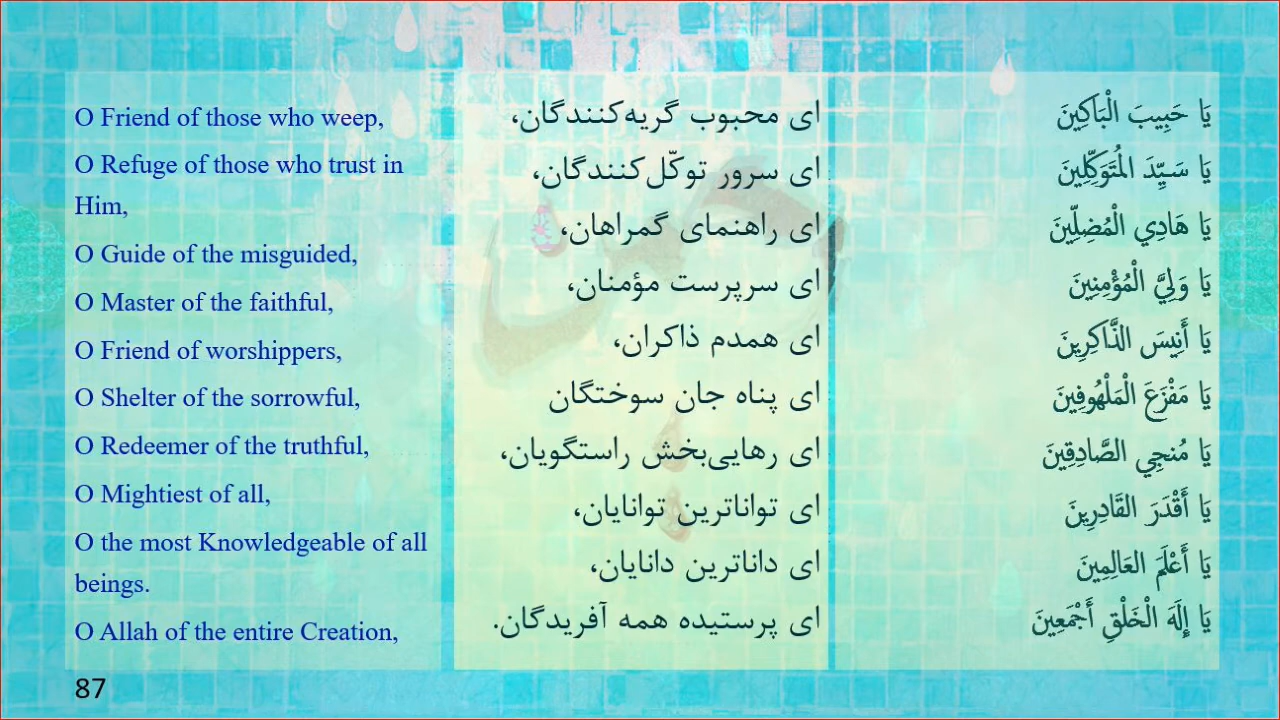 O Friend of those who weep,
O Refuge of those who trust in
Him,
O Guide of the misguided,
O Master of the faithful,
O Friend of worshippers,
O Shelter of the sorrowful,
O Redeemer of the truthful,
O Mightiest of all,
O the most Knowledgeable of all
beings.
O Allah of the entire Creation,
ای محبوب گریه‌کنندگان،
ای سرور توکّل‌کنندگان،
ای راهنمای گمراهان،
ای سرپرست مؤمنان،
ای همدم ذاکران،
ای پناه جان سوختگان
ای رهایی‌بخش راستگویان،
ای تواناترین توانایان،
ای داناترین دانایان،
ای پرستیده همه آفریدگان.
يَا حَبِيبَ الْبَاكِينَ
يَا سَيِّدَ الْمُتَوَكِّلِينَ
يَا هَادِي الْمُضِلِّينَ
يَا وَلِيَّ الْمُؤْمِنِينَ
يَا أَنِيسَ الذَّاكِرِينَ
يَا مَفْزَعَ الْمَلْهُوفِينَ
يَا مُنجِي الصَّادِقِينَ
يَا أَقْدَرَ القَادِرِينَ
يَا أَعْلَمَ العَالِمِينَ
يَا إِلَهَ الْخَلْقِ أَجْمَعِينَ
87